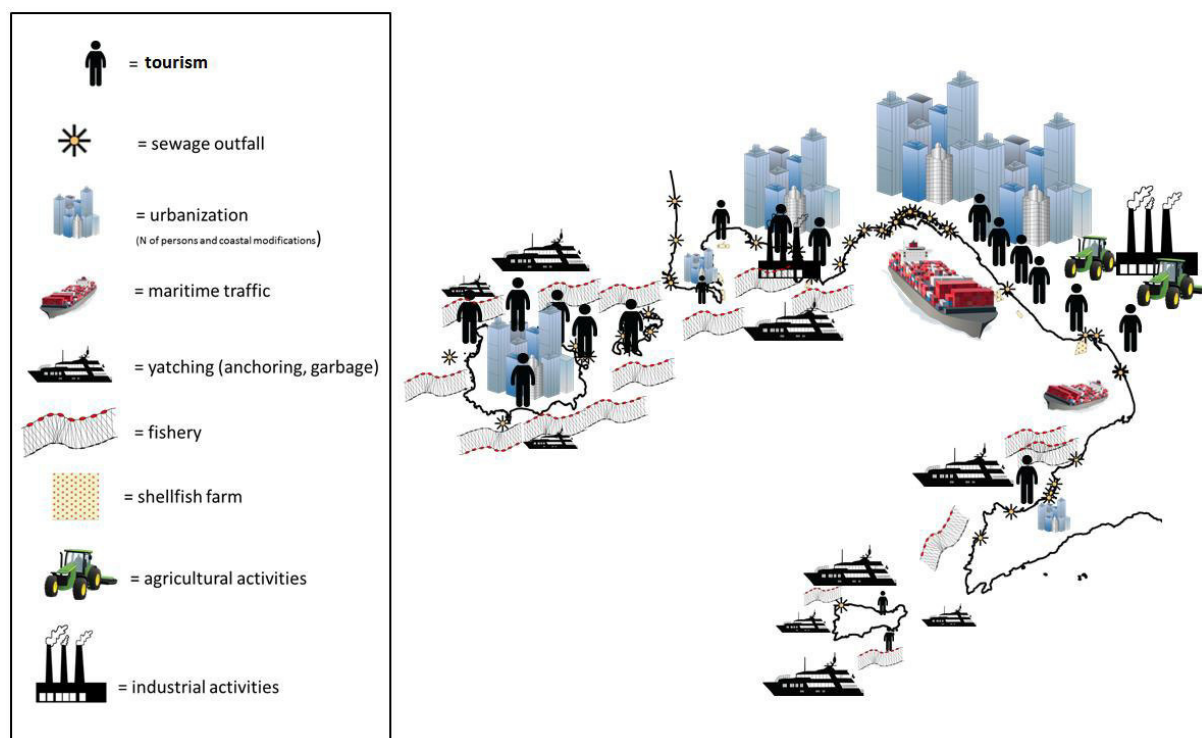 = tourism
= sewage outfall
= urbanization
(N of persons and coastal modifications)
= maritime traffic
= yatching (anchoring, garbage)
= fishery
= shellfish farm
= agricultural activities
= industrial activities